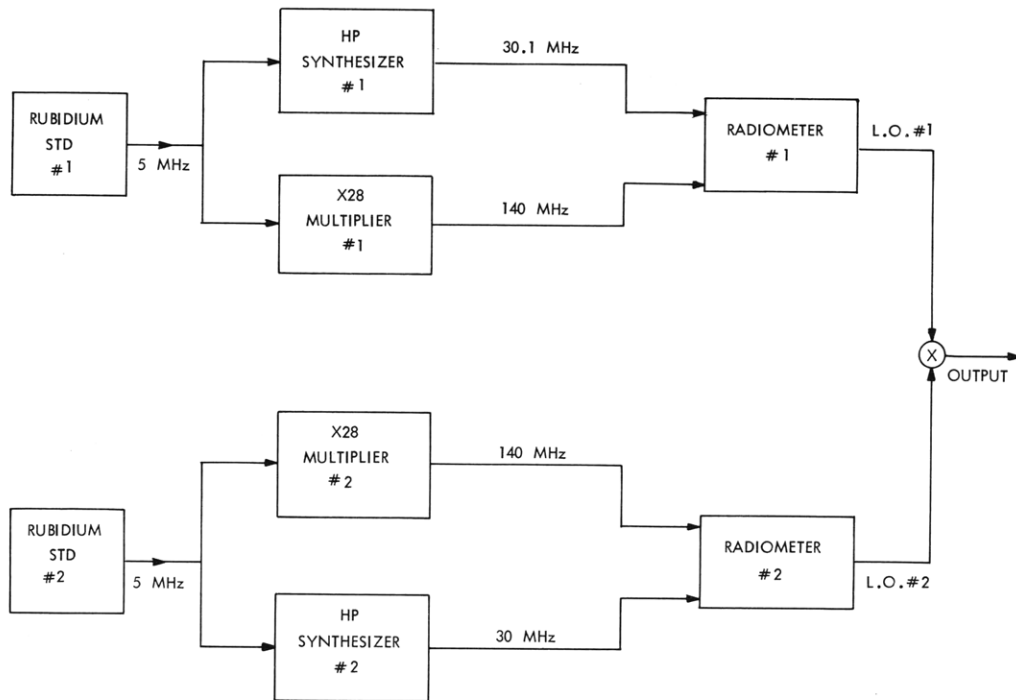 RUBIDIUM
STD
#1
5 MHz
HP
SYNTHESIZER
#1
30.1 MHz
X28
MULTIPLIER
#1
140 MHz
RADIOMETER
#1
L.O.#1
X
OUTPUT
RUBIDIUM
STD
#2
5 MHz
X28
MULTIPLIER
#2
140 MHz
HP
SYNTHESIZER
#2
30 MHz
RADIOMETER
#2
L.O.#2